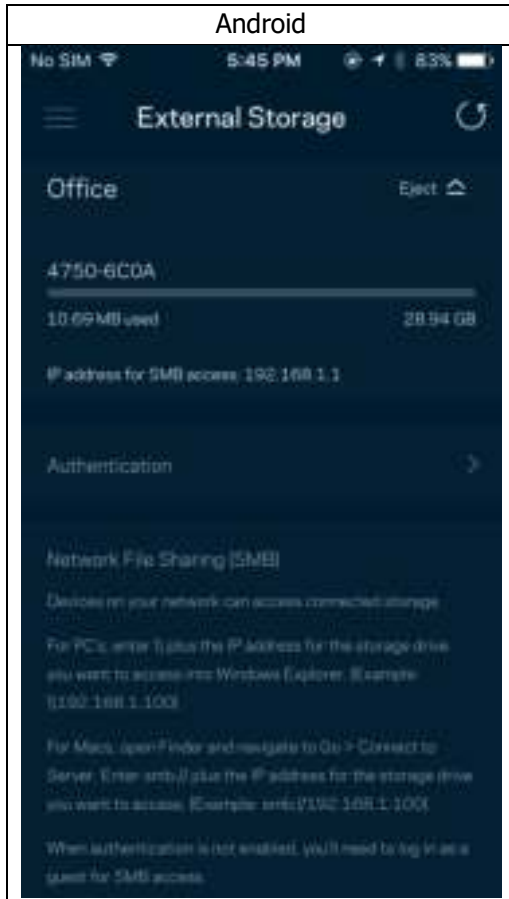 Android
No SIM 5:45 PM 83%
External Storage
Office Eject
4750-6C0A
10.69 MB used 28.94 GB
IP address for SMB access: 192.168.1.1
Authentication
Network File Sharing (SMB)
Devices on your network can access connected storage.
For PC's, enter \\ plus the IP address for the storage drive
you want to access into Windows Explorer. (Example:
\\192.168.1.100)
For Macs, open Finder and navigate to Go > Connect to
Server. Enter smb:// plus the IP address for the storage drive
you want to access. (Example: smb://192.168.1.100)
When authentication is not enabled, you'll need to log in as a
guest for SMB access.